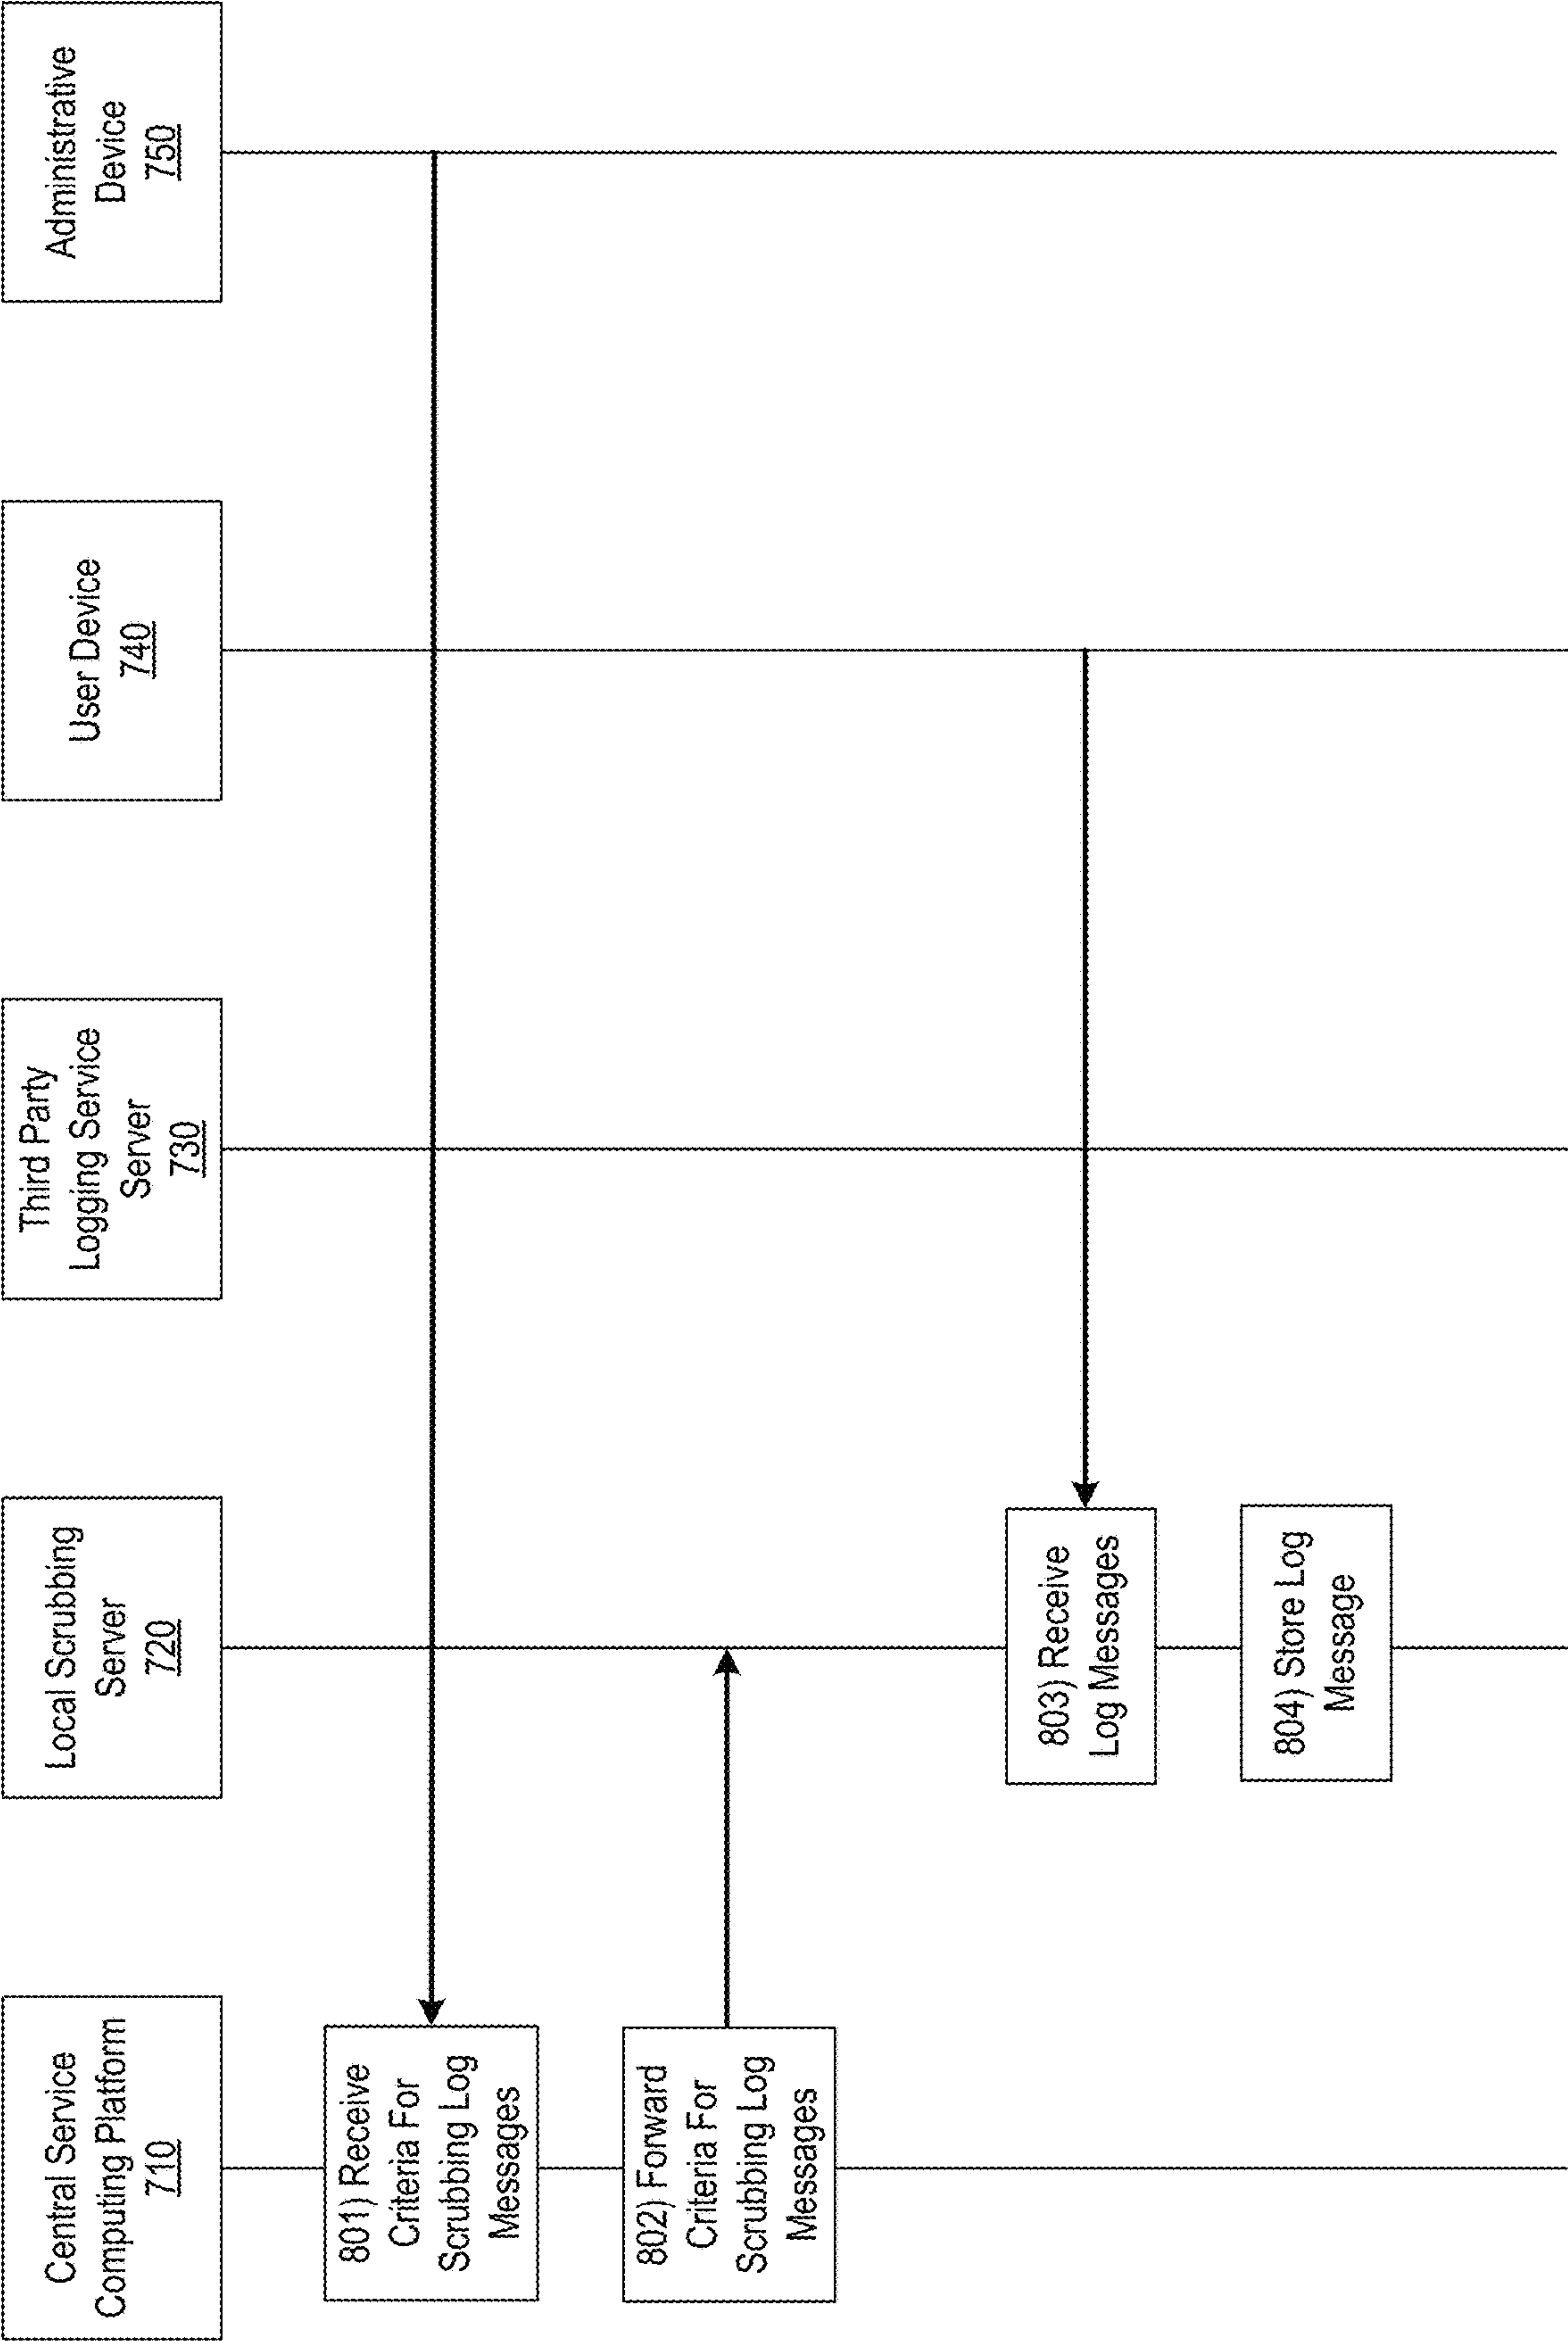 Central Service
Computing Platform
710
Local Scrubbing
Server
720
Third Party
Logging Service
Server
730
User Device
740
Administrative
Device
750
801) Receive
Criteria For
Scrubbing Log
Messages
802) Forward
Criteria For
Scrubbing Log
Messages
803) Receive
Log Messages
804) Store Log
Message